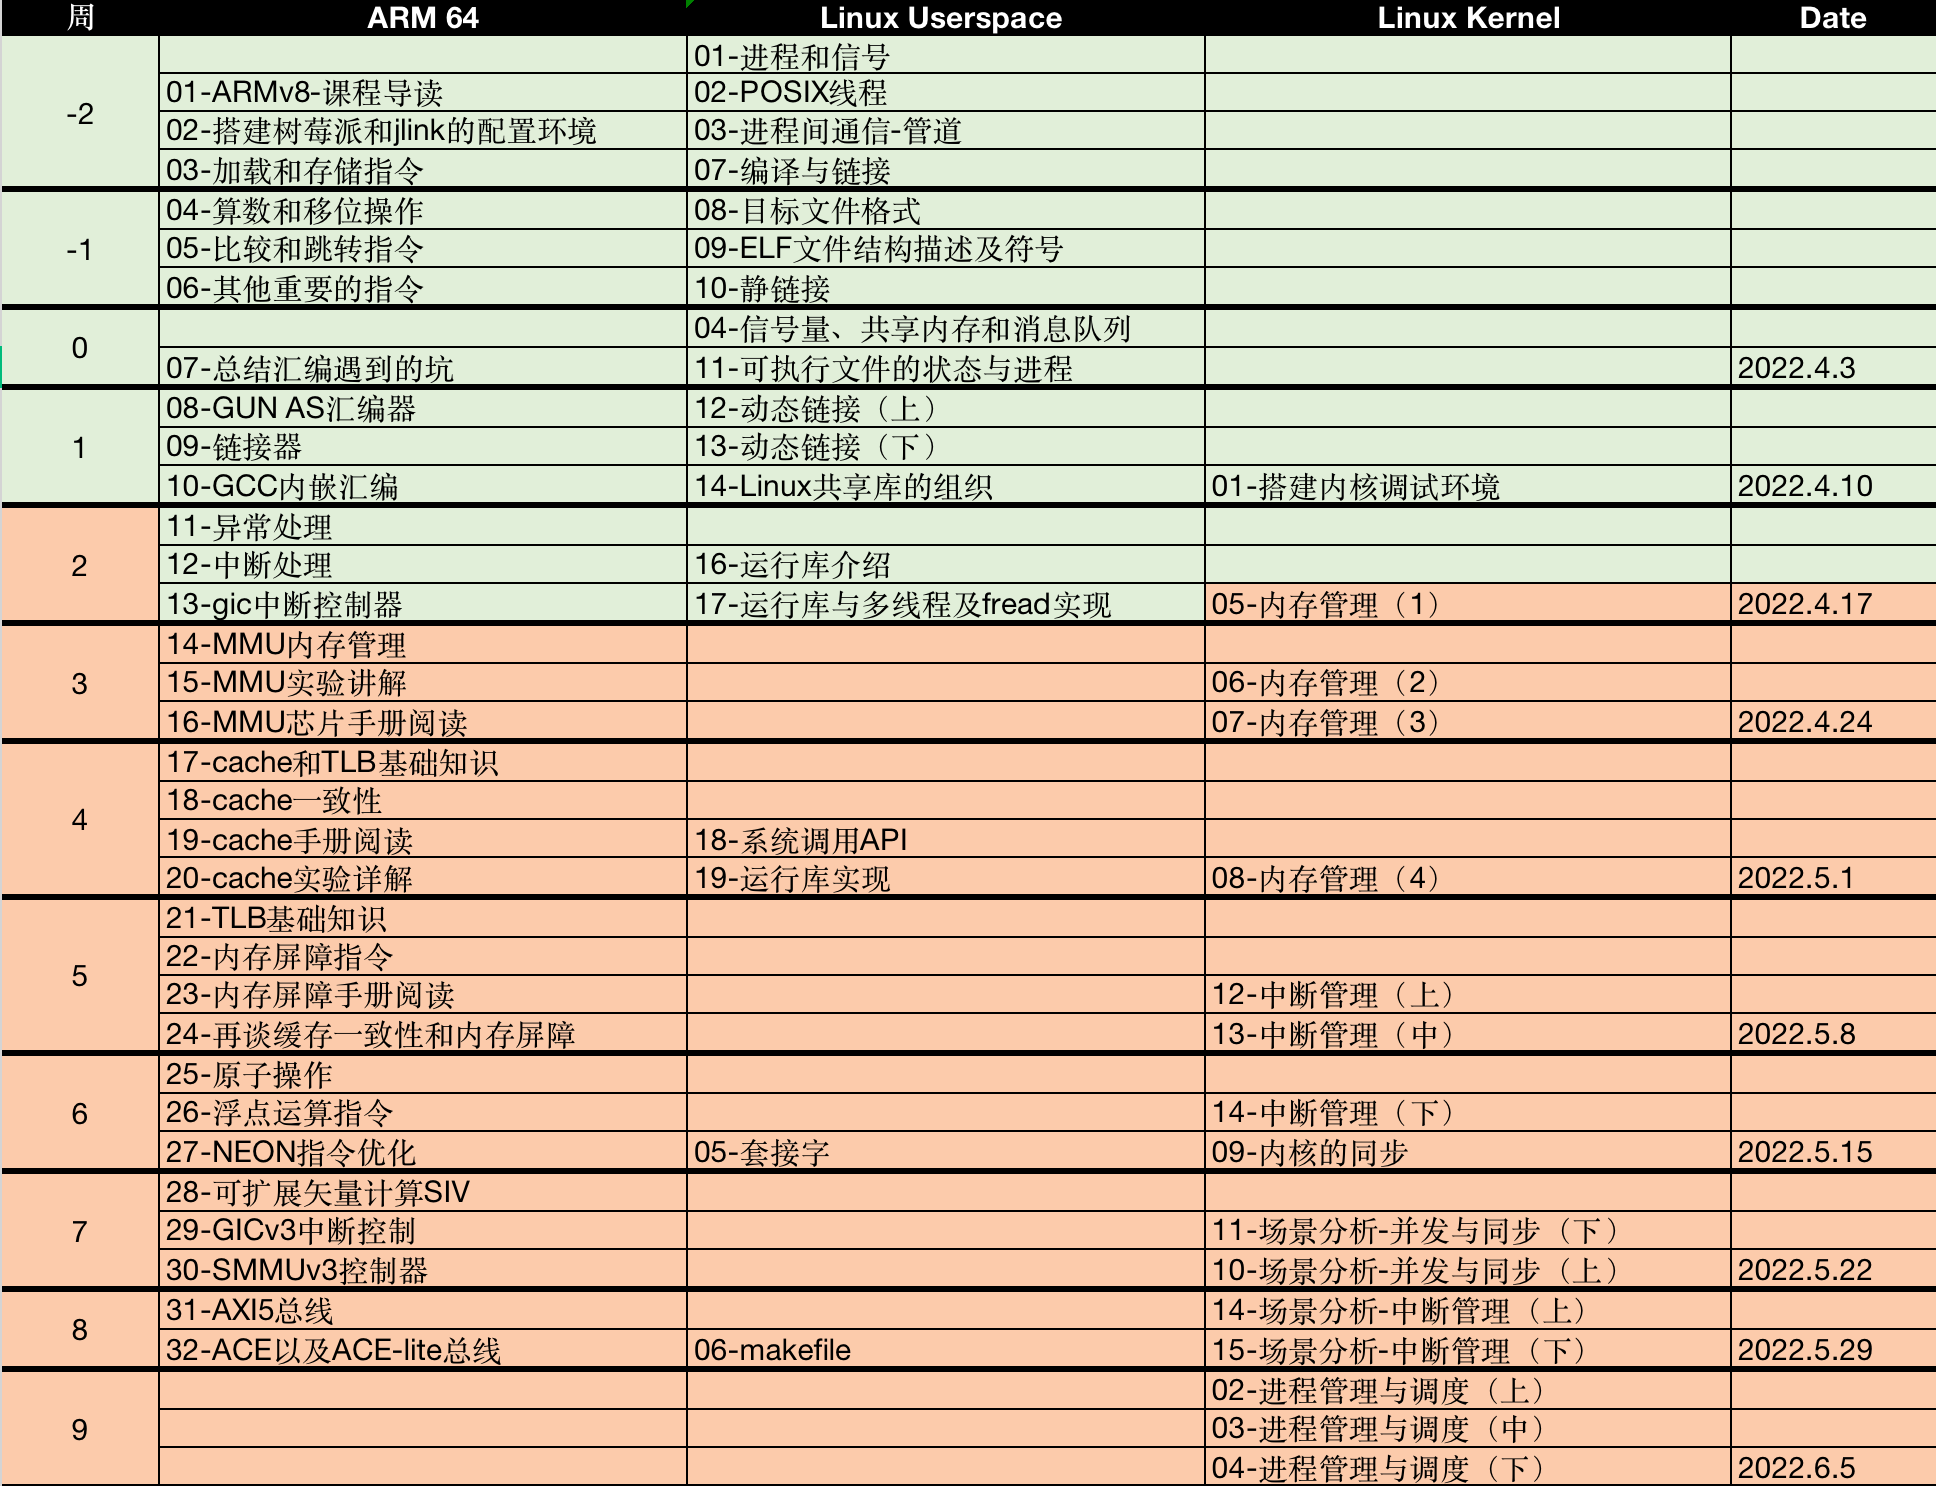 周 ARM 64 Linux Userspace Linux Kernel Date
01-进程和信号
01-ARMv8-课程导读 02-POSIX线程
-2
02-搭建树莓派和jlink的配置环境 03-进程间通信-管道
03-加载和存储指令 07-编译与链接
04-算数和移位操作 08-目标文件格式
-1 05-比较和跳转指令 09-ELF文件结构描述及符号
06-其他重要的指令 10-静链接
04-信号量、共享内存和消息队列
0
07-总结汇编遇到的坑 11-可执行文件的状态与进程 2022.4.3
08-GUN AS汇编器 12-动态链接（上）
1 09-链接器 13-动态链接（下）
10-GCC内嵌汇编 14-Linux共享库的组织 01-搭建内核调试环境 2022.4.10
11-异常处理
2 12-中断处理 16-运行库介绍
13-gic中断控制器 17-运行库与多线程及fread实现 05-内存管理（1） 2022.4.17
14-MMU内存管理
3 15-MMU实验讲解 06-内存管理（2）
16-MMU芯片手册阅读 07-内存管理（3） 2022.4.24
17-cache和TLB基础知识
18-cache一致性
4
19-cache手册阅读 18-系统调用API
20-cache实验详解 19-运行库实现 08-内存管理（4） 2022.5.1
21-TLB基础知识
22-内存屏障指令
5
23-内存屏障手册阅读 12-中断管理（上）
24-再谈缓存一致性和内存屏障 13-中断管理（中） 2022.5.8
25-原子操作
6 26-浮点运算指令 14-中断管理（下）
27-NEON指令优化 05-套接字 09-内核的同步 2022.5.15
28-可扩展矢量计算SIV
7 29-GICv3中断控制 11-场景分析-并发与同步（下）
30-SMMUv3控制器 10-场景分析-并发与同步（上） 2022.5.22
31-AXI5总线 14-场景分析-中断管理（上）
8
32-ACE以及ACE-lite总线 06-makefile 15-场景分析-中断管理（下） 2022.5.29
02-进程管理与调度（上）
9 03-进程管理与调度（中）
04-进程管理与调度（下） 2022.6.5